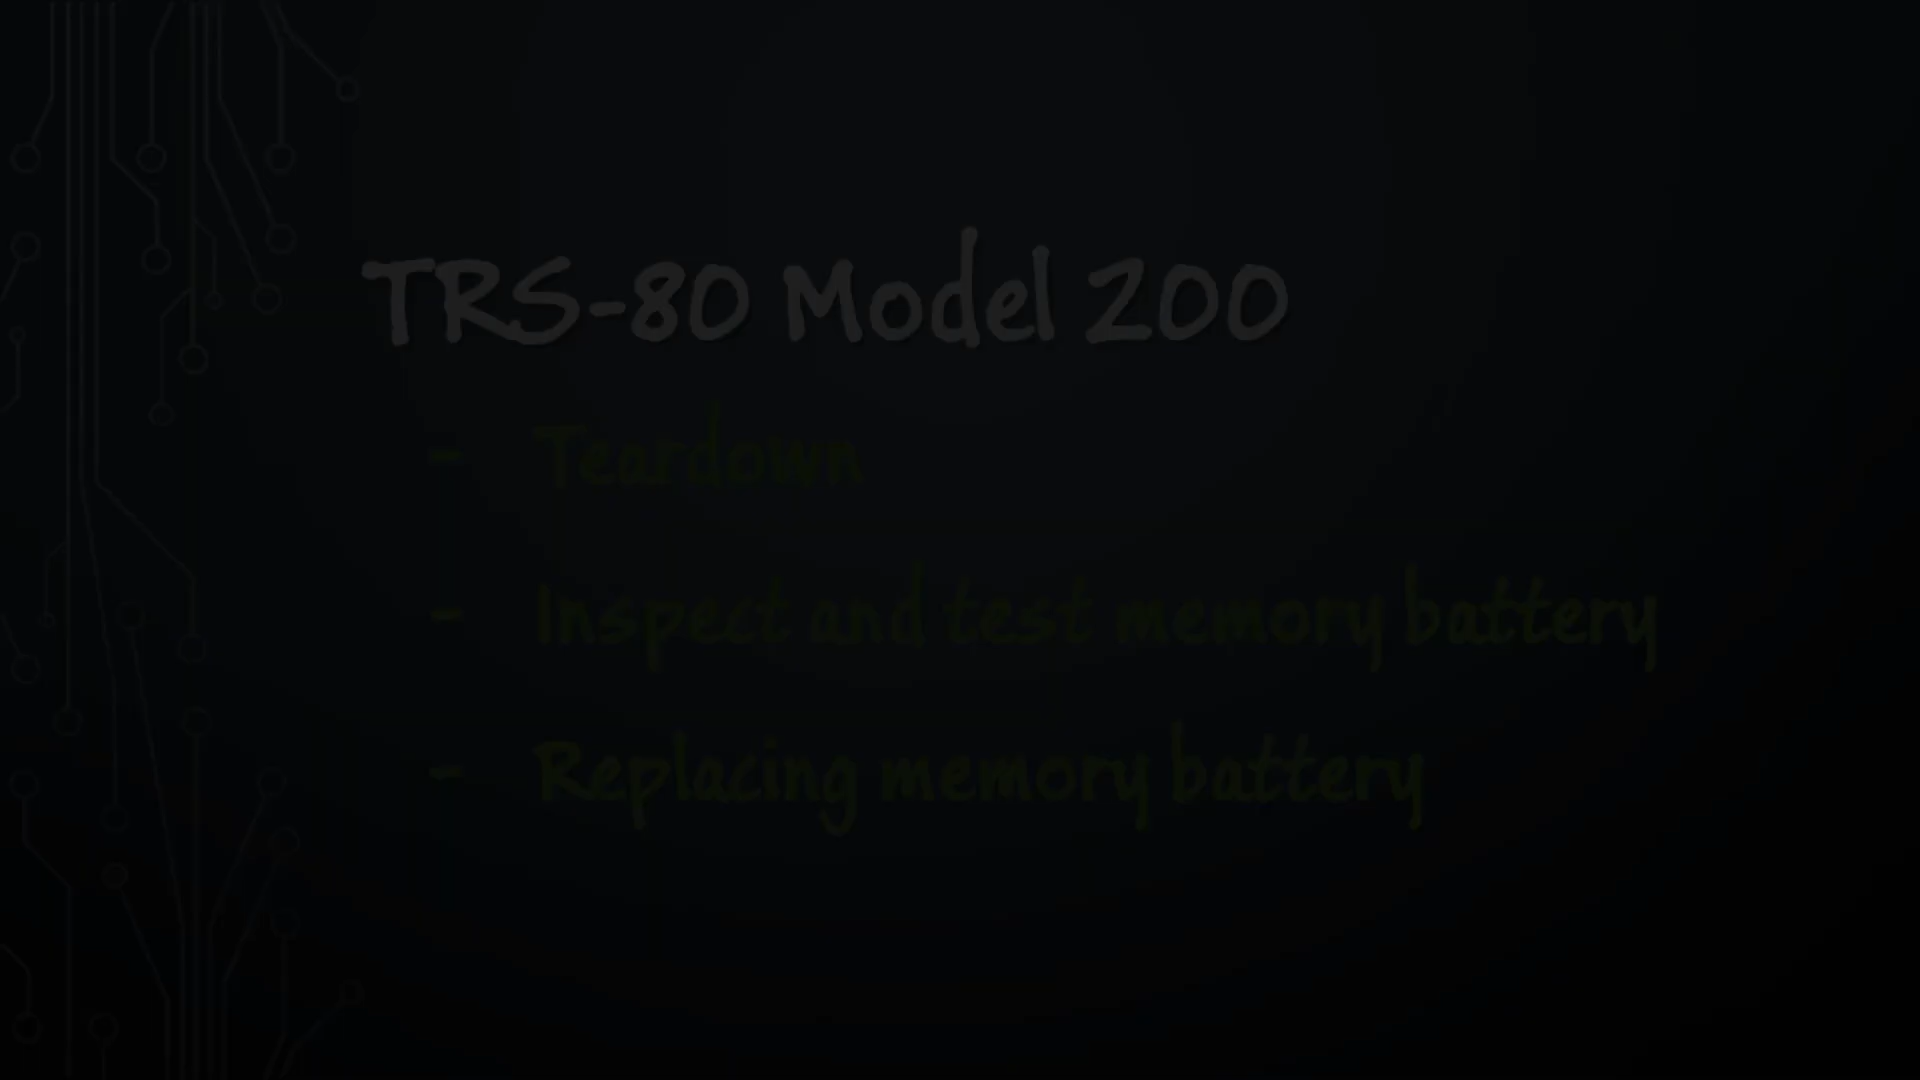 TRS-80 Model 200
- Teardown
- Inspect and test memory battery
- Replacing memory battery